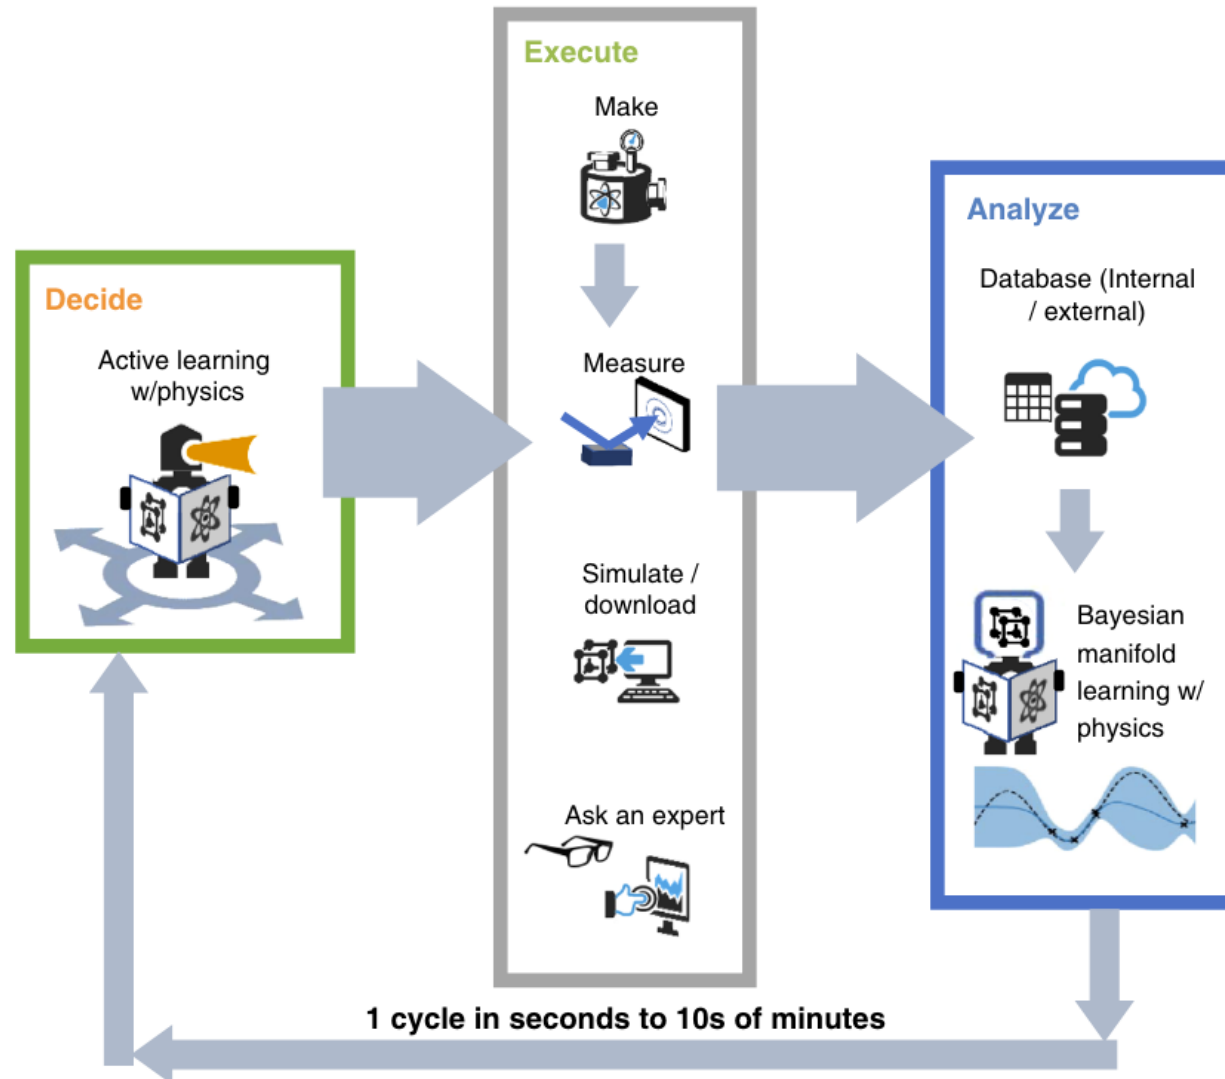 Decide
Active learning
w/physics
Execute
Make
Measure
Simulate /
download
Ask an expert
Analyze
Database (Internal
/ external)
Bayesian
manifold
learning w/
physics
1 cycle in seconds to 10s of minutes